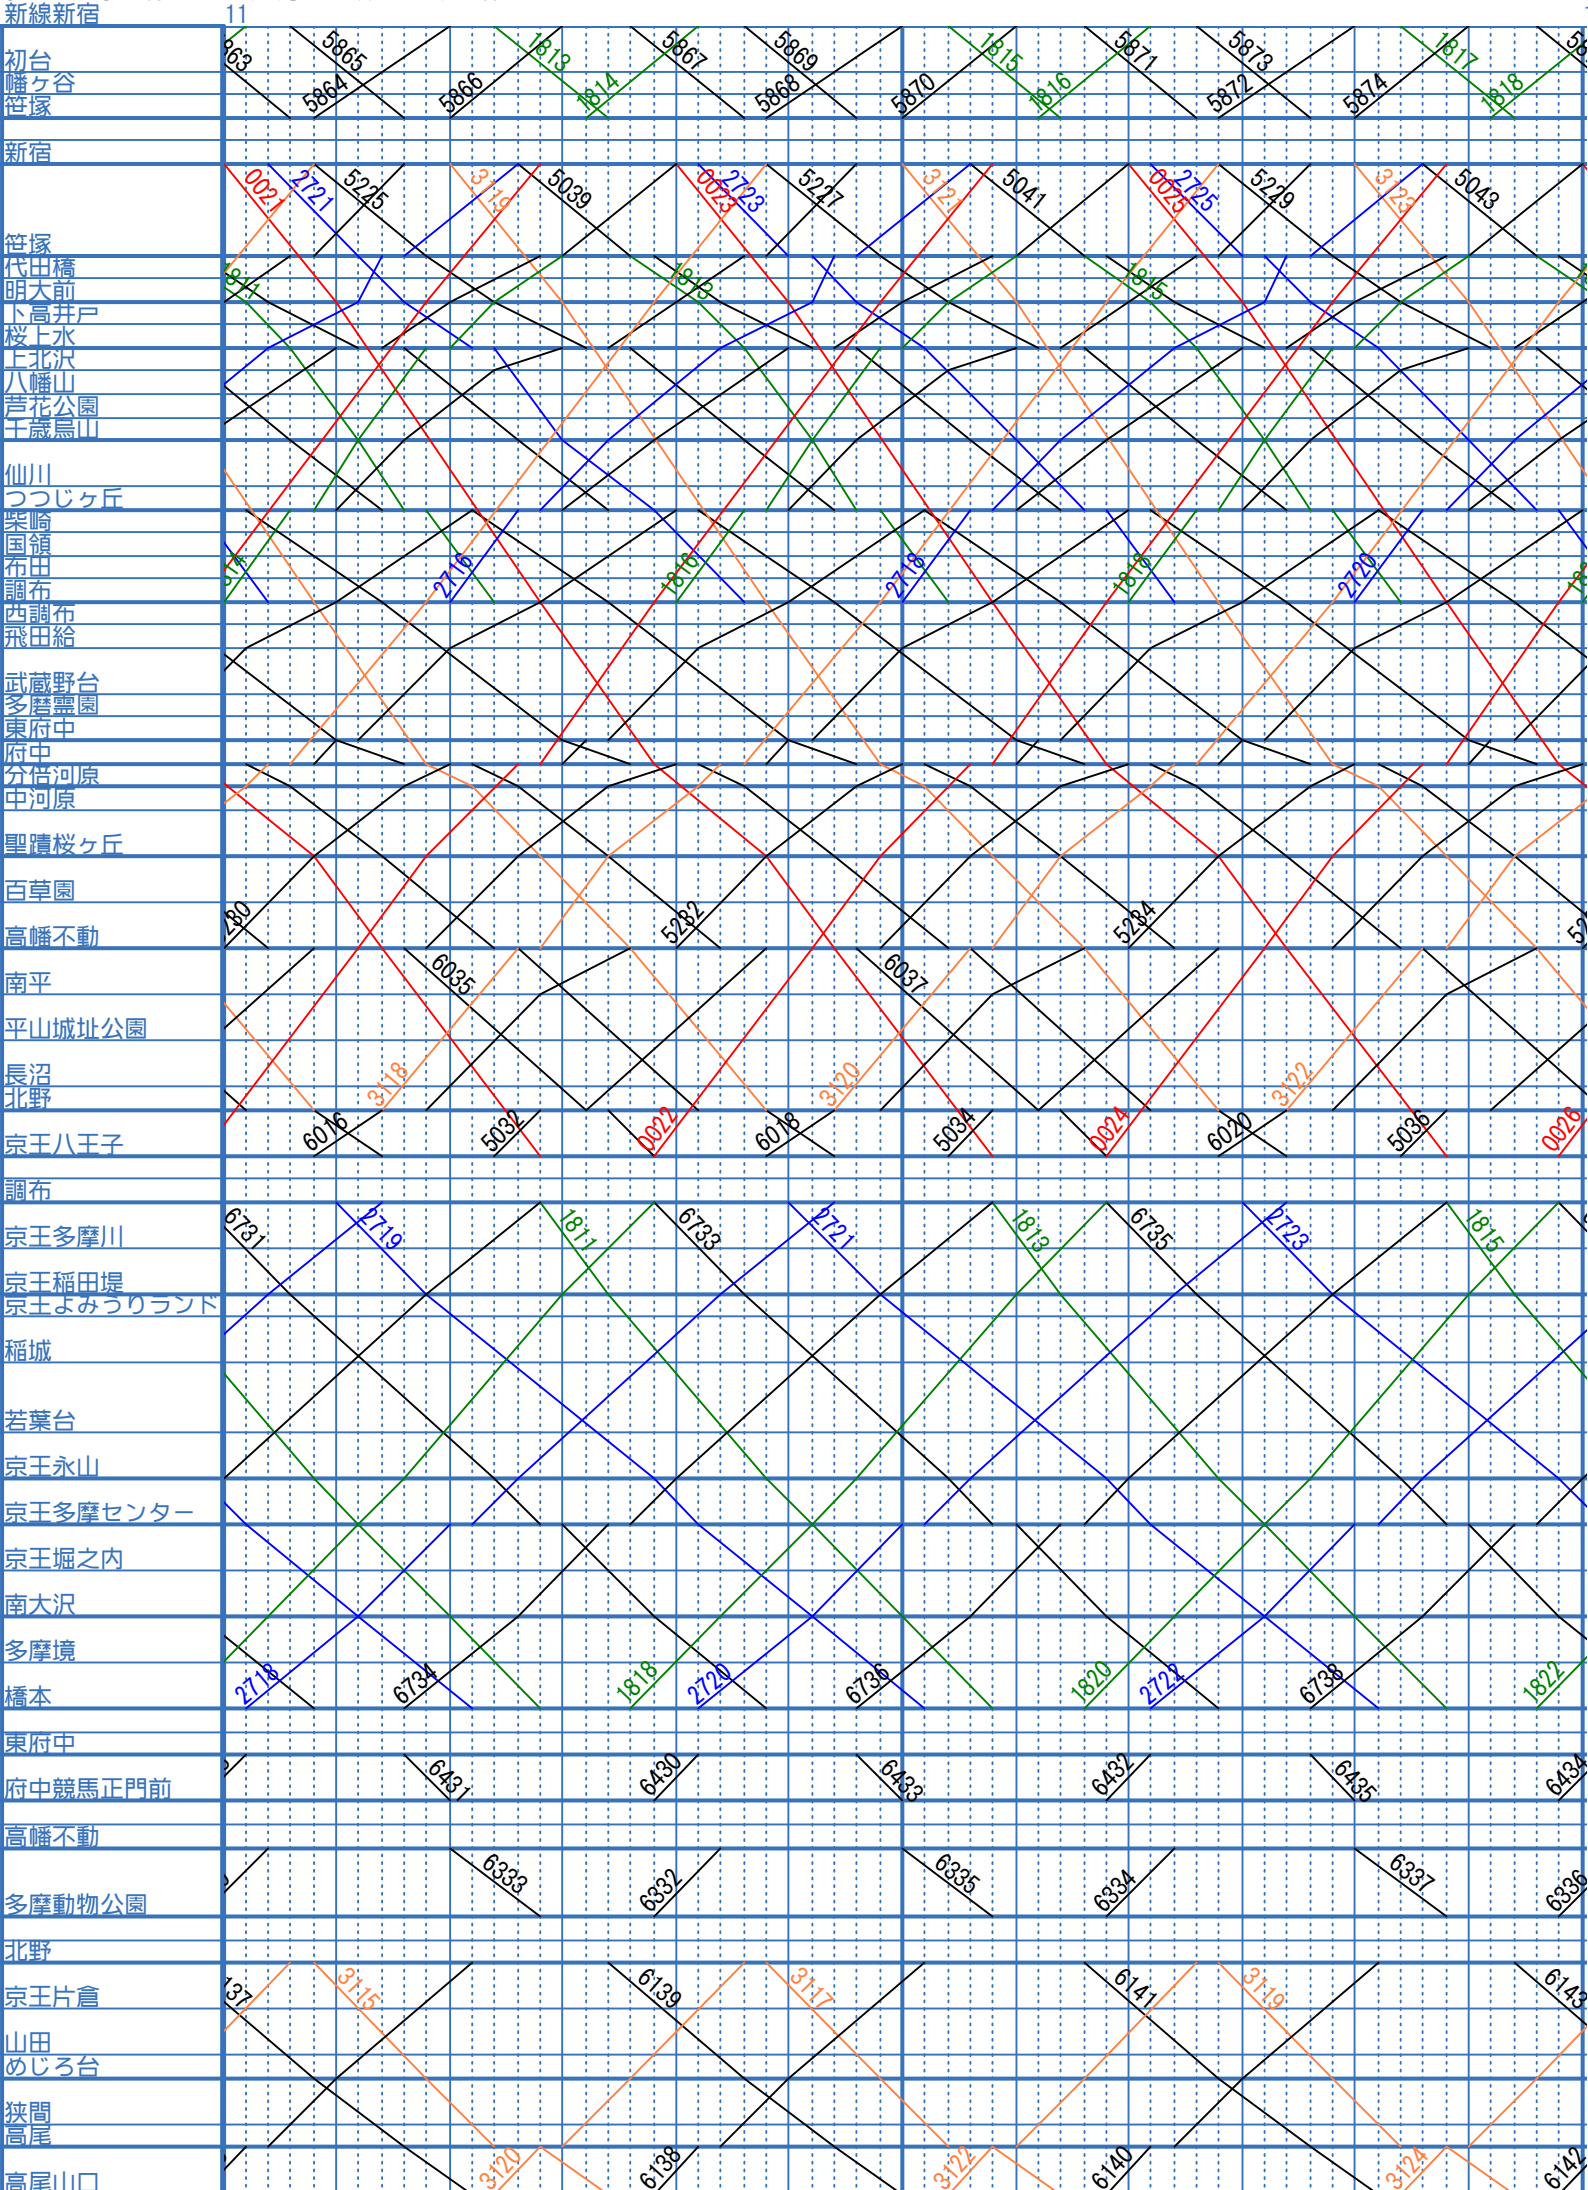 新線新宿 11
初台 5865 1813 5867 5869 1815 5871 5873 1817
幡ヶ谷 5864 5866 1814 5868 5870 1816 5872 5874 1818
笹塚
新宿
0021 2721 5225 3119 5039 0023 2723 5227 3121 5041 0025 2725 5229 3123 5043
笹塚
代田橋 1811 1813 1815
明大前
下高井戸
桜上水
上北沢
八幡山
芦花公園
千歳烏山
仙川
つつじヶ丘
柴崎
国領
布田 2716 1816 2718 1818 2720
調布
西調布
飛田給
武蔵野台
多磨霊園
東府中
府中
分倍河原
中河原
聖蹟桜ヶ丘
百草園
5232 5234
高幡不動
南平 6035 6037
平山城址公園
長沼 3118 3120 3122
北野
京王八王子 6016 5032 0022 6018 5034 0024 6020 5036 0026
調布
京王多摩川 6731 2719 1811 6733 2721 1813 6735 2723 1815
京王稲田堤
京王よみうりランド
稲城
若葉台
京王永山
京王多摩センター
京王堀之内
南大沢
多摩境
橋本 2718 6734 1818 2720 6736 1820 2722 6738 1822
東府中
府中競馬正門前 6431 6430 6433 6432 6435 6434
高幡不動
多摩動物公園 6333 6332 6335 6334 6337 6336
北野
京王片倉 3115 6139 3117 6141 3119 6143
山田
めじろ台
狭間
高尾
高尾山口 3120 6138 3122 6140 3124 6142